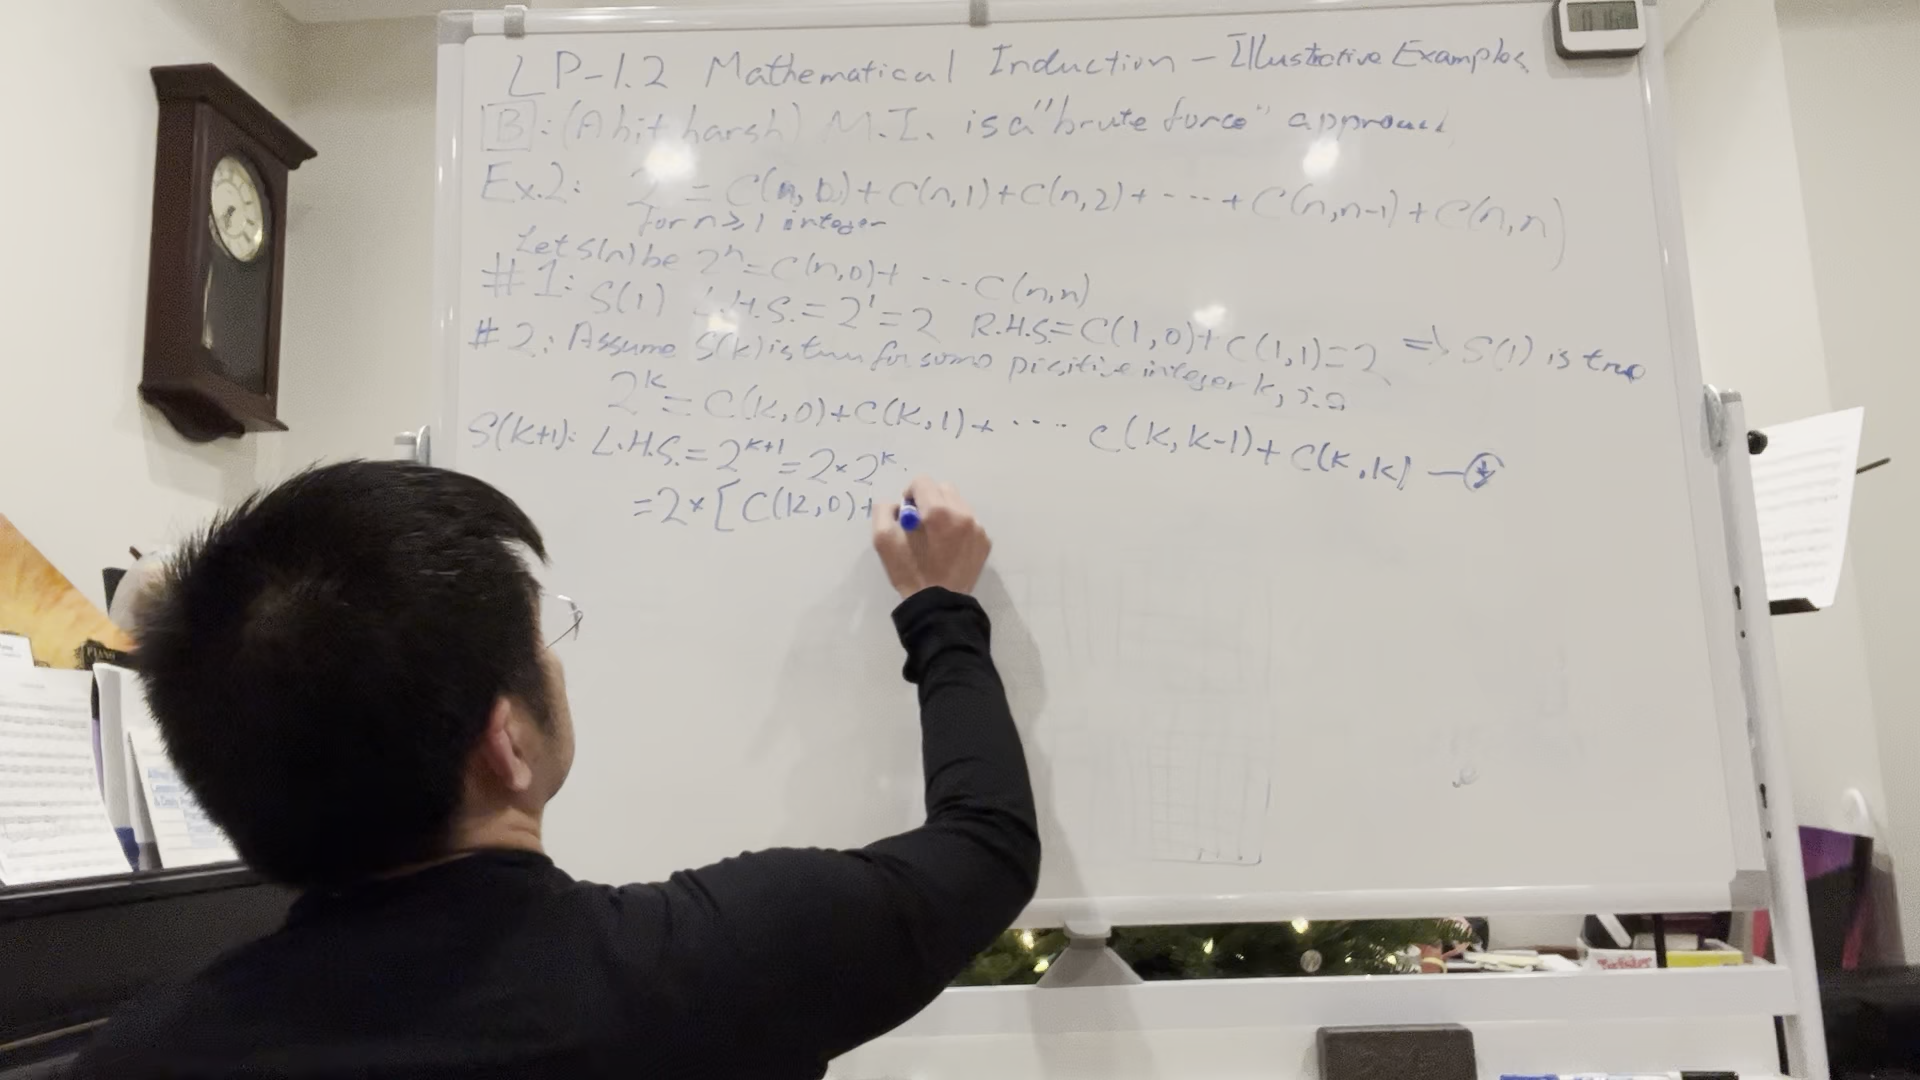 LP-1.2 Mathematical Induction - Illustrative Examples
B: (A bit harsh) M.I. is a "brute force" approach
Ex.2: 2 = C(n,0)+C(n,1)+C(n,2)+ ---+ C(n,n-1)+C(n,n)
for n≥1 integer
Let S(n) be 2ⁿ=C(n,0)+ ...C(n,n)
#1: S(1) L.H.S.=2¹=2 R.H.S=C(1,0)+C(1,1)=2 => S(1) is true
#2: Assume S(k) is true for some positive integer k, i.e
2ᵏ=C(k,0)+C(k,1)+ .... C(k,k-1)+C(k,k) —
S(k+1): L.H.S.=2ᵏ⁺¹=2×2ᵏ
=2×[C(k,0)+
PIANO